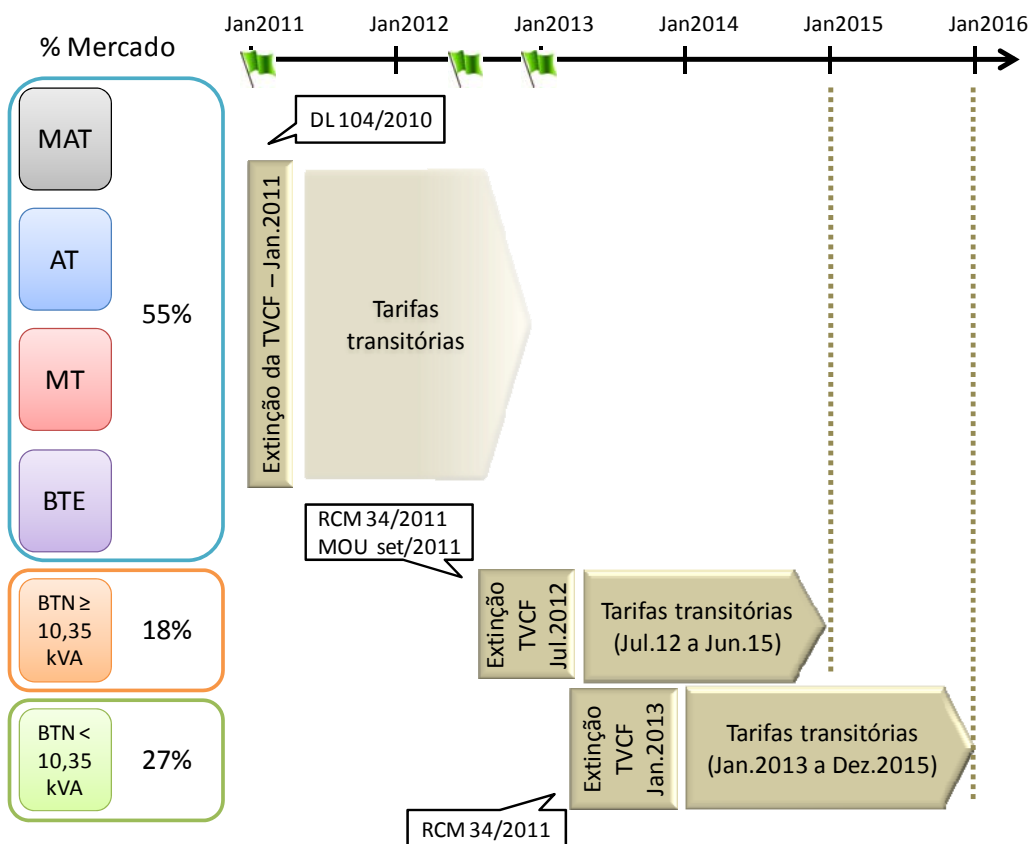 Jan2011
Jan2012
Jan2013
Jan2014
Jan2015
Jan2016
% Mercado
MAT
AT
MT
BTE
55%
DL 104/2010
Extinção da TVCF – Jan.2011
Tarifas
transitórias
RCM 34/2011
MOU set/2011
BTN ≥
10,35
kVA
18%
Extinção
TVCF
Jul.2012
Tarifas transitórias
(Jul.12 a Jun.15)
BTN <
10,35
kVA
27%
Extinção
TVCF
Jan.2013
Tarifas transitórias
(Jan.2013 a Dez.2015)
RCM 34/2011